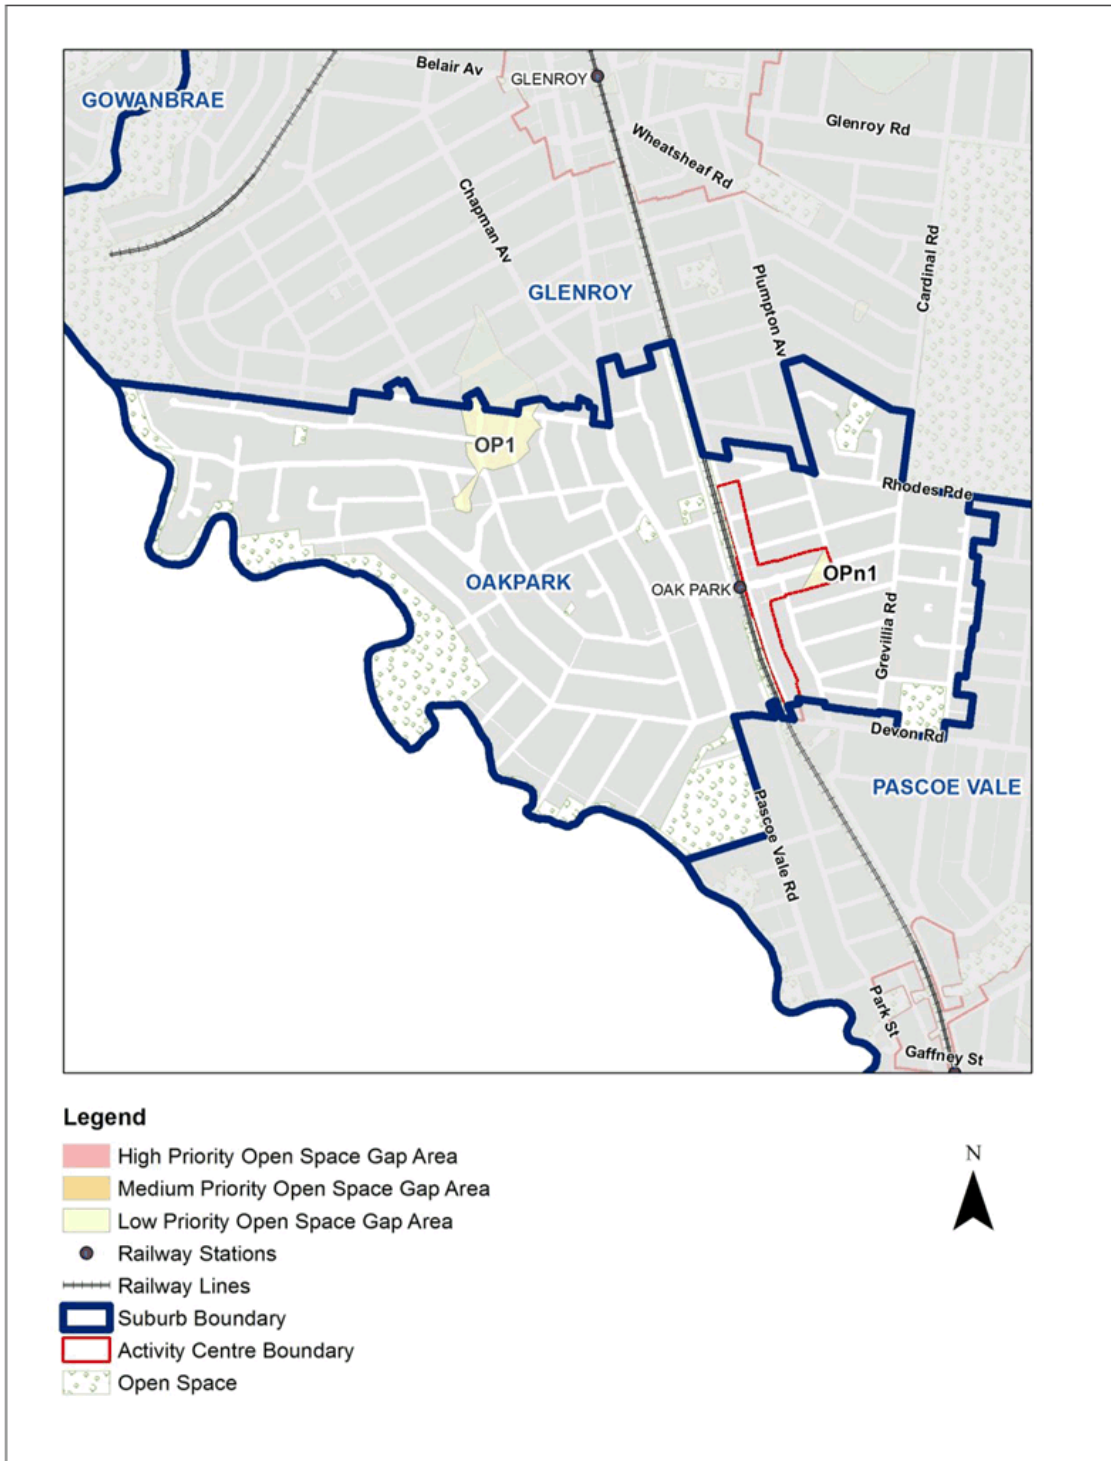 Belair Av
GLENROY
GOWANBRAE
Glenroy Rd
Wheatsheaf Rd
Chapman Av
Cardinal Rd
GLENROY
Plumpton Av
OP1
Rhodes Pde
OPn1
OAKPARK
OAK PARK
Grevillia Rd
Devon Rd
PASCOE VALE
Pascoe Vale Rd
Park St
Gaffney St
Legend
High Priority Open Space Gap Area
Medium Priority Open Space Gap Area
Low Priority Open Space Gap Area
Railway Stations
Railway Lines
Suburb Boundary
Activity Centre Boundary
Open Space
N